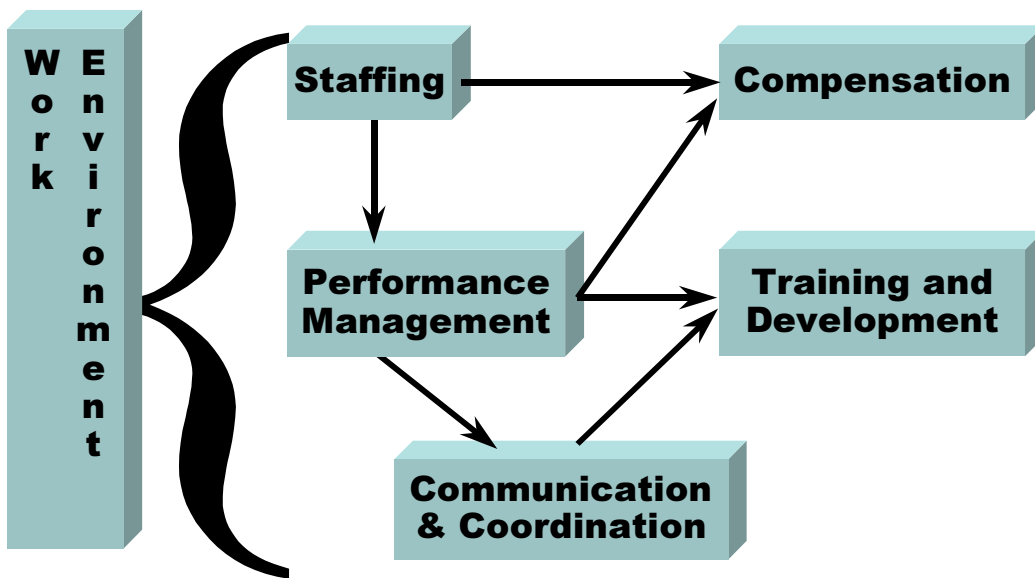 Work
Environment
Staffing
Compensation
Performance
Management
Training and
Development
Communication
& Coordination